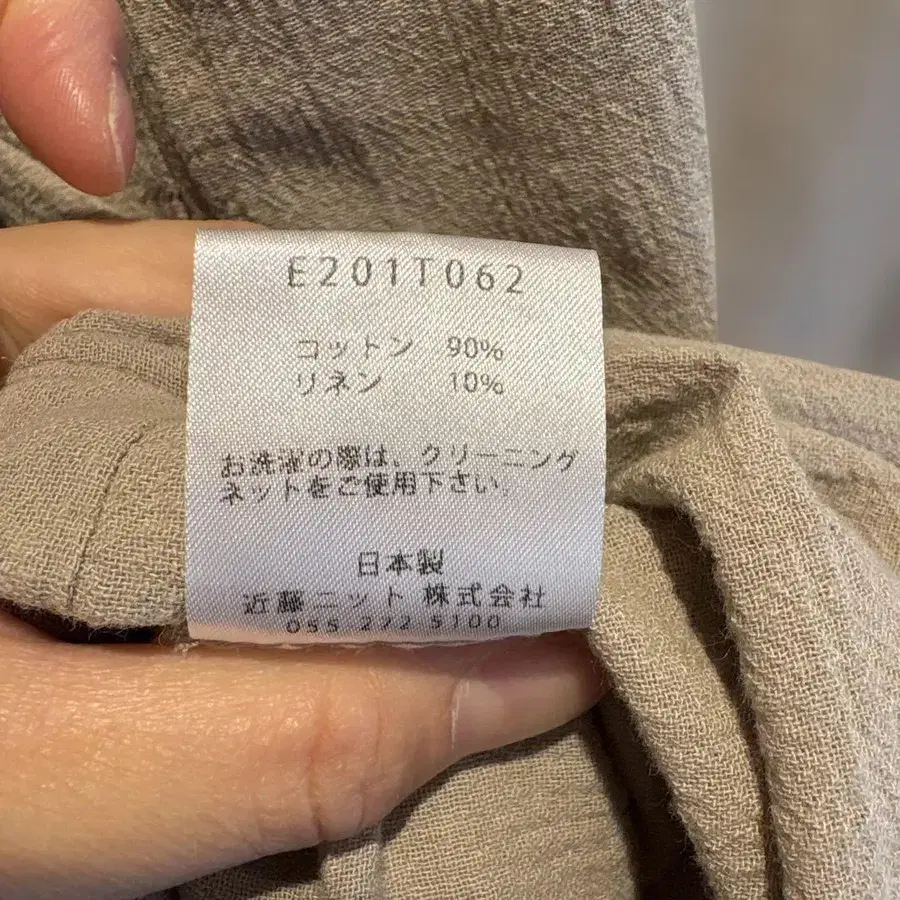 E201T062
コットン 90%
リネン 10%
お洗濯の際は、クリーニング
ネットをご使用下さい。
日本製
近藤ニット 株式会社
055 272 5100